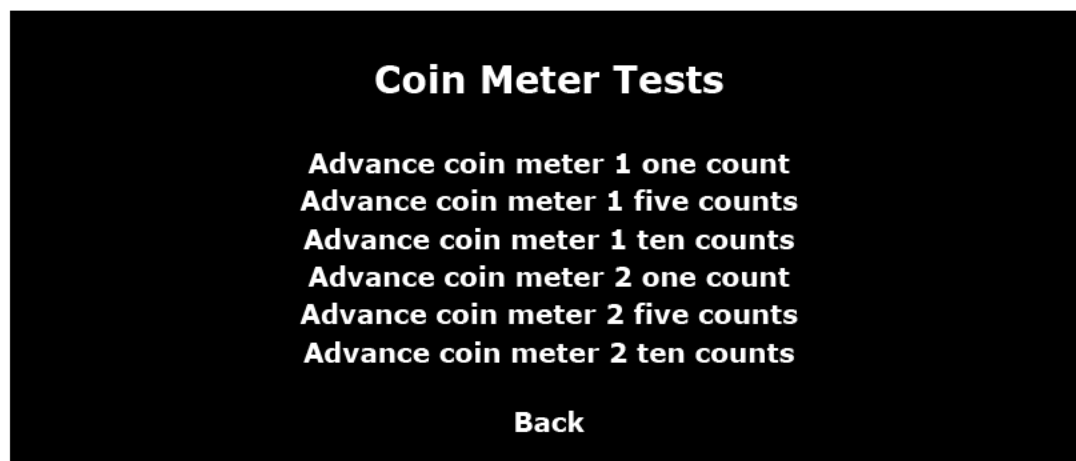 Coin Meter Tests
Advance coin meter 1 one count
Advance coin meter 1 five counts
Advance coin meter 1 ten counts
Advance coin meter 2 one count
Advance coin meter 2 five counts
Advance coin meter 2 ten counts
Back